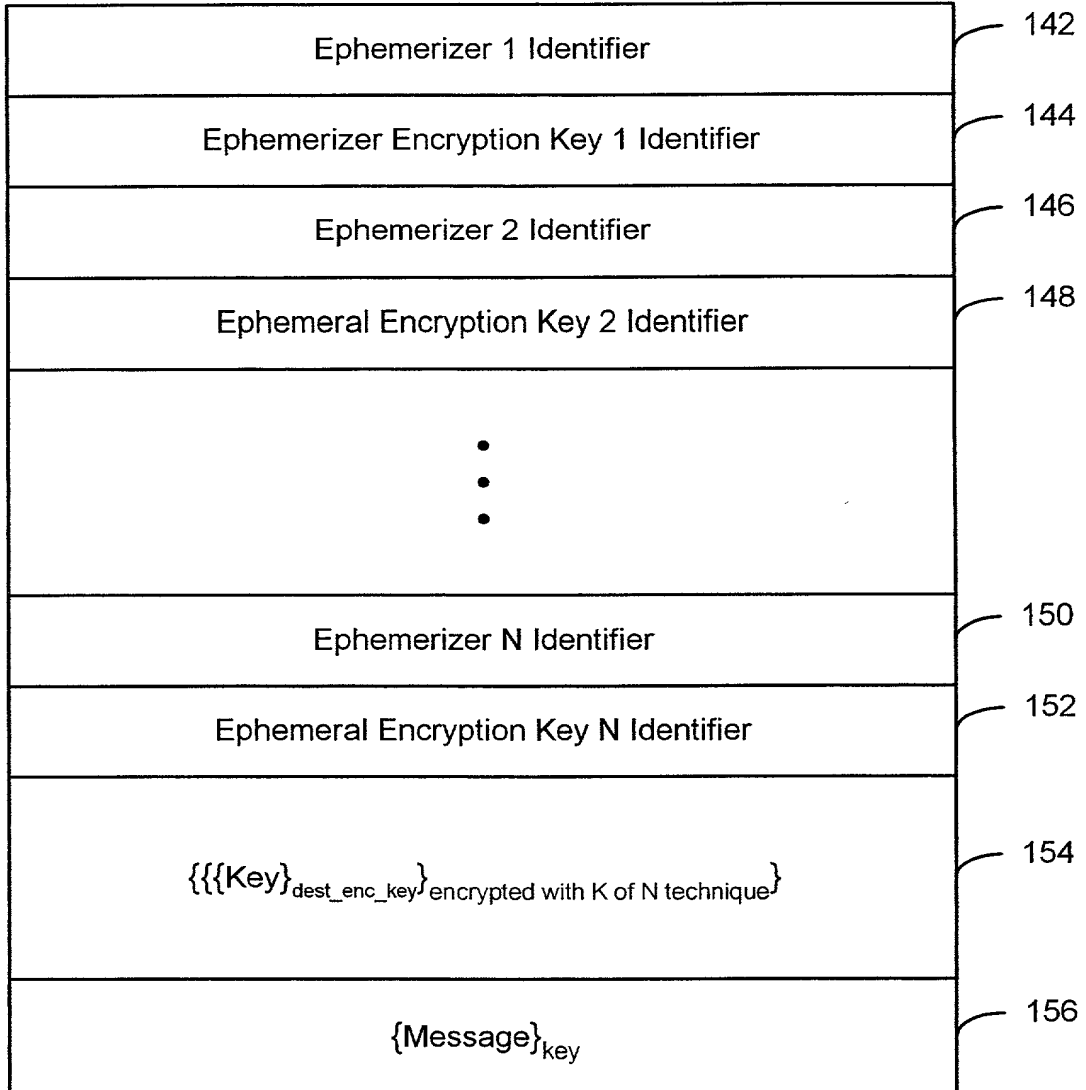 Ephemerizer 1 Identifier 142
Ephemerizer Encryption Key 1 Identifier 144
Ephemerizer 2 Identifier 146
Ephemeral Encryption Key 2 Identifier 148
Ephemerizer N Identifier 150
Ephemeral Encryption Key N Identifier 152
{{{Key}dest_enc_key}encrypted with K of N technique} 154
{Message}key 156